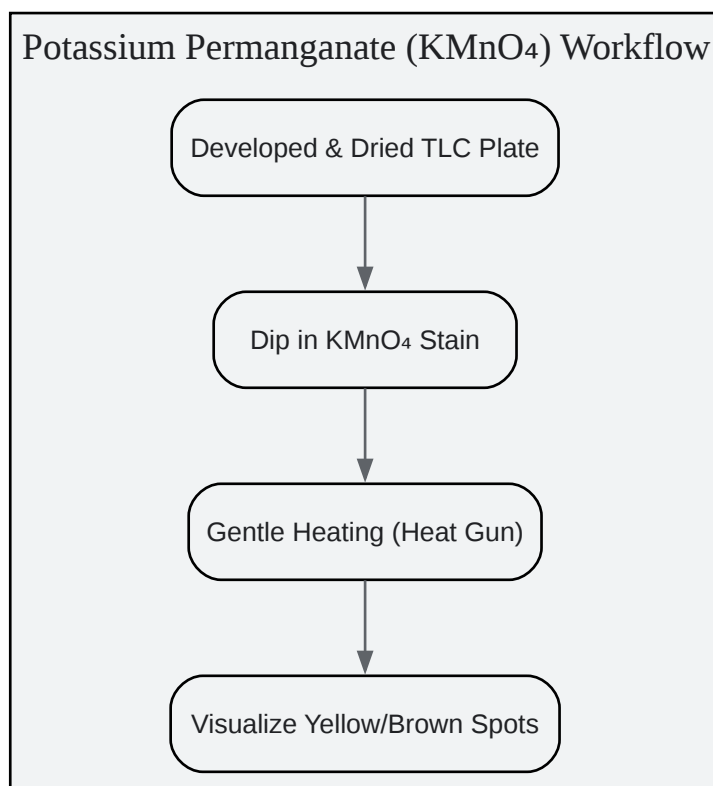 Potassium Permanganate (KMnO₄) Workflow
Developed & Dried TLC Plate
Dip in KMnO₄ Stain
Gentle Heating (Heat Gun)
Visualize Yellow/Brown Spots